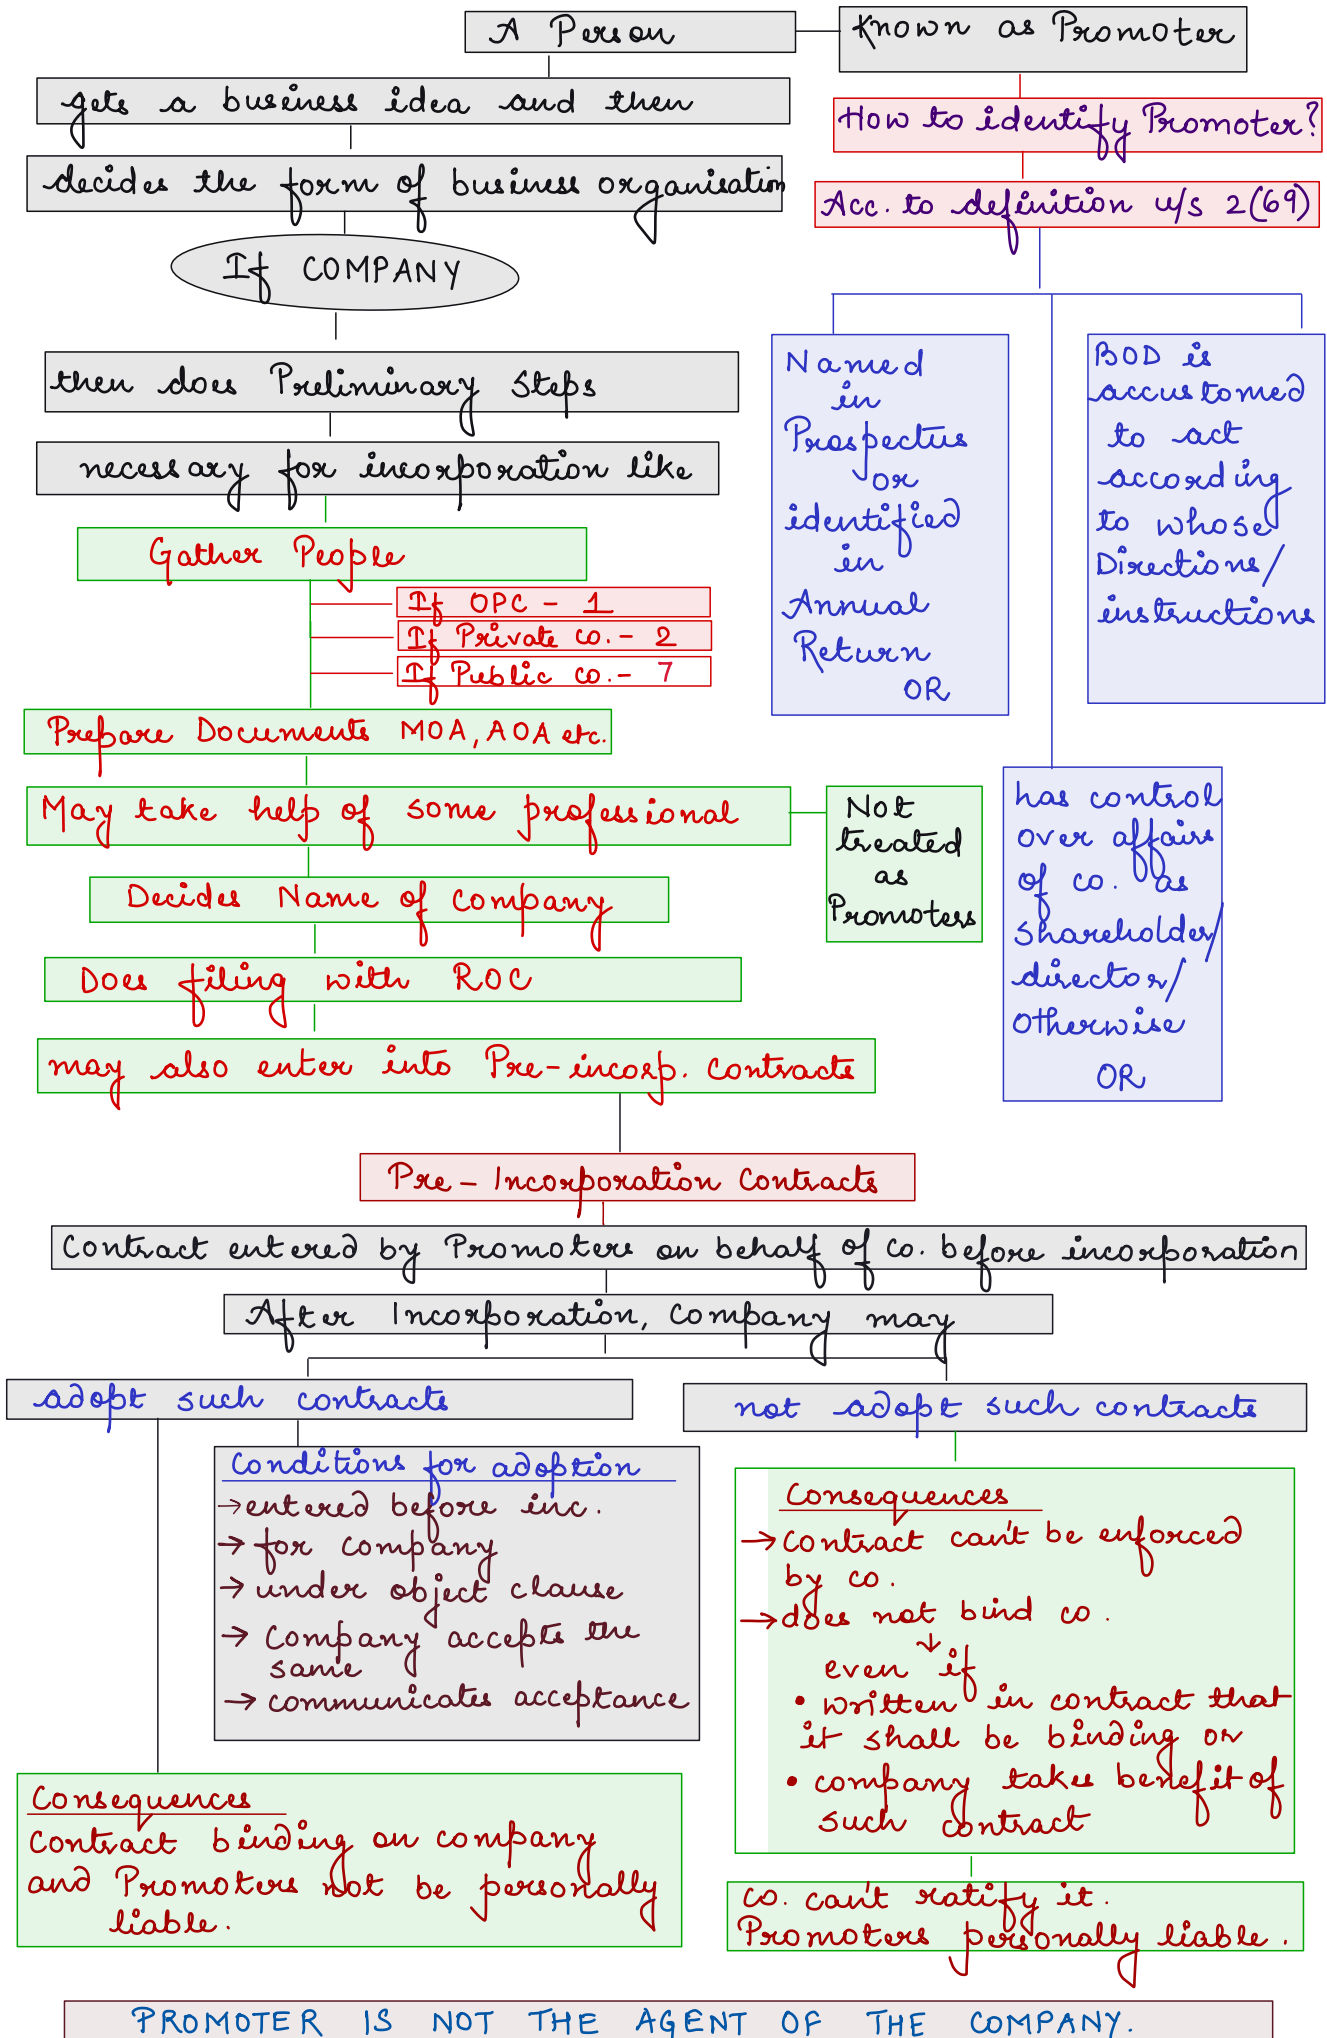 A Person
Known as Promoter
gets a business idea and then
decides the form of business organisation
If COMPANY
then does Preliminary Steps
necessary for incorporation like
Gather People
If OPC - 1
If Private co. - 2
If Public co. - 7
Prepare Documents MOA, AOA etc.
May take help of some professional
Not
treated
as
Promoters
Decides Name of company
Does filing with ROC
may also enter into Pre-incorp. Contracts
How to identify Promoter?
Acc. to definition u/s 2(69)
Named
in
Prospectus
or
identified
in
Annual
Return
OR
has control
over affairs
of co. as
shareholder/
director/
Otherwise
OR
BOD is
accustomed
to act
according
to whose
Directions/
instructions
Pre - Incorporation Contracts
Contract entered by Promoters on behalf of co. before incorporation
After Incorporation, Company may
adopt such contracts
Conditions for adoption
→ entered before inc.
→ for company
→ under object clause
→ Company accepts the
same
→ communicates acceptance
Consequences
Contract binding on company
and Promoters not be personally
liable.
not adopt such contracts
Consequences
→ Contract can't be enforced
by co.
→ does not bind co.
↓
even if
• written in contract that
it shall be binding or
• company takes benefit of
such contract
co. can't ratify it.
Promoters personally liable.
PROMOTER IS NOT THE AGENT OF THE COMPANY.